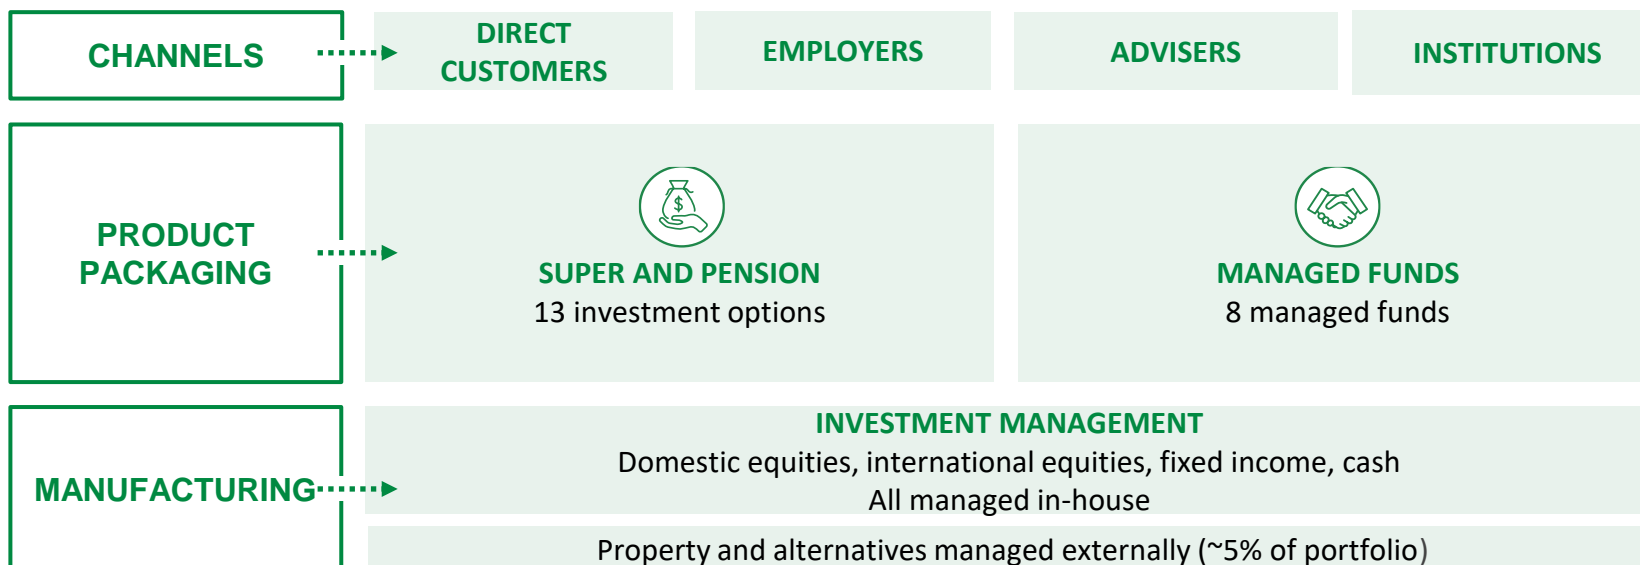 CHANNELS
DIRECT
CUSTOMERS
EMPLOYERS
ADVISERS
INSTITUTIONS
PRODUCT
PACKAGING
$
SUPER AND PENSION
13 investment options
MANAGED FUNDS
8 managed funds
MANUFACTURING
INVESTMENT MANAGEMENT
Domestic equities, international equities, fixed income, cash
All managed in-house
Property and alternatives managed externally (~5% of portfolio)